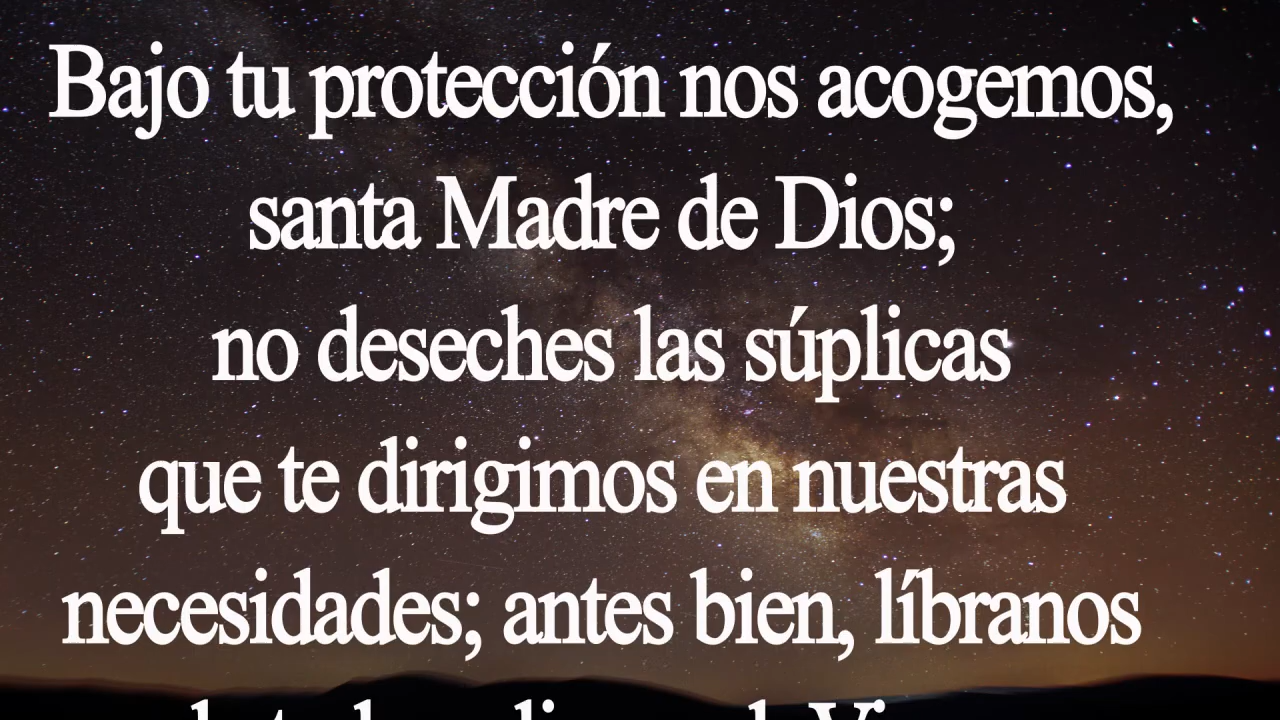 Bajo tu protección nos acogemos,
santa Madre de Dios;
no deseches las súplicas
que te dirigimos en nuestras
necesidades; antes bien, líbranos